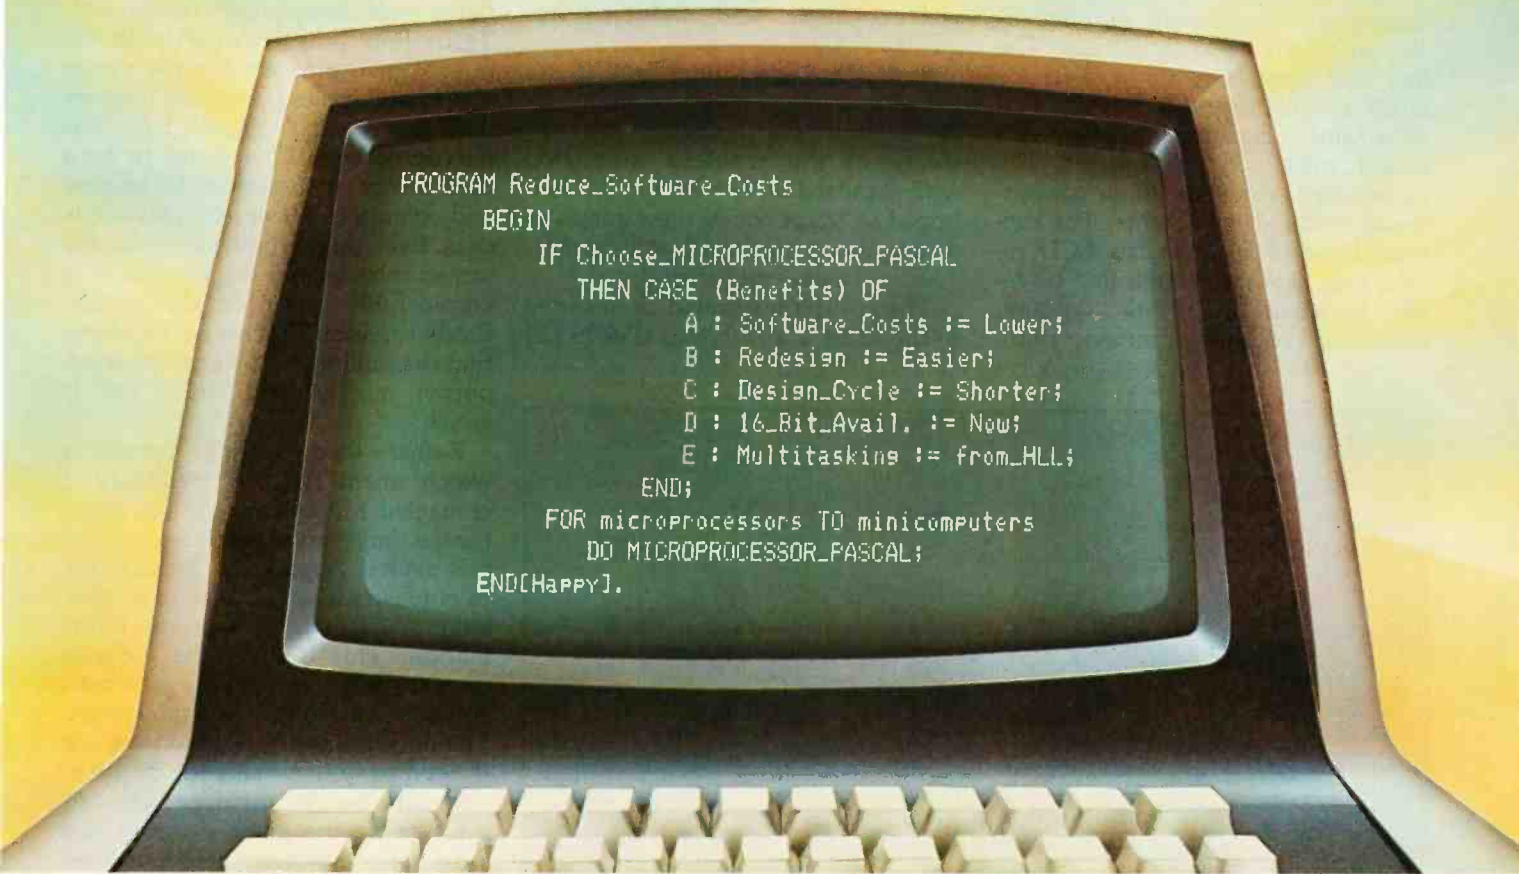 PROGRAM Reduce_Software_Costs
BEGIN
IF Choose_MICROPROCESSOR_PASCAL
THEN CASE (Benefits) OF
A : Software_Costs := Lower;
B : Redesign := Easier;
C : Design_Cycle := Shorter;
D : 16_Bit_Avail. := Now;
E : Multitasking := from_HLL;
END;
FOR microprocessors TO minicomputers
DO MICROPROCESSOR_PASCAL;
END[Happy].